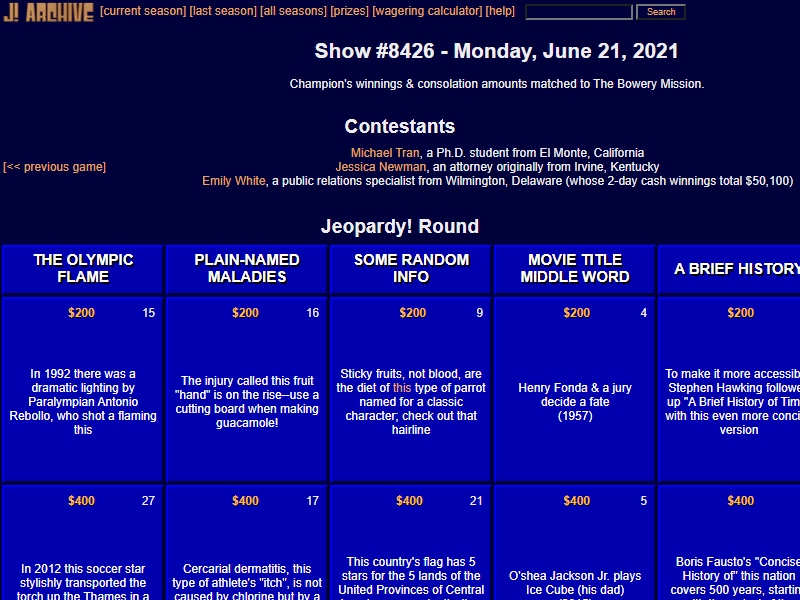 J! ARCHIVE [current season] [last season] [all seasons] [prizes] [wagering calculator] [help] Search
Show #8426 - Monday, June 21, 2021
Champion's winnings & consolation amounts matched to The Bowery Mission.
Contestants
Michael Tran, a Ph.D. student from El Monte, California
[<< previous game]
Jessica Newman, an attorney originally from Irvine, Kentucky
Emily White, a public relations specialist from Wilmington, Delaware (whose 2-day cash winnings total $50,100)
Jeopardy! Round
THE OLYMPIC
FLAME
PLAIN-NAMED
MALADIES
SOME RANDOM
INFO
MOVIE TITLE
MIDDLE WORD
A BRIEF HISTORY
$200 15
In 1992 there was a
dramatic lighting by
Paralympian Antonio
Rebollo, who shot a flaming
this
$200 16
The injury called this fruit
"hand" is on the rise--use a
cutting board when making
guacamole!
$200 9
Sticky fruits, not blood, are
the diet of this type of parrot
named for a classic
character; check out that
hairline
$200 4
Henry Fonda & a jury
decide a fate
(1957)
$200
To make it more accessib
Stephen Hawking followe
up "A Brief History of Tim
with this even more conci
version
$400 27
In 2012 this soccer star
stylishly transported the
torch up the Thames in a
$400 17
Cercarial dermatitis, this
type of athlete's "itch", is not
caused by chlorine but by a
$400 21
This country's flag has 5
stars for the 5 lands of the
United Provinces of Central
$400 5
O'shea Jackson Jr. plays
Ice Cube (his dad)
$400
Boris Fausto's "Concise
History of" this nation
covers 500 years, startin